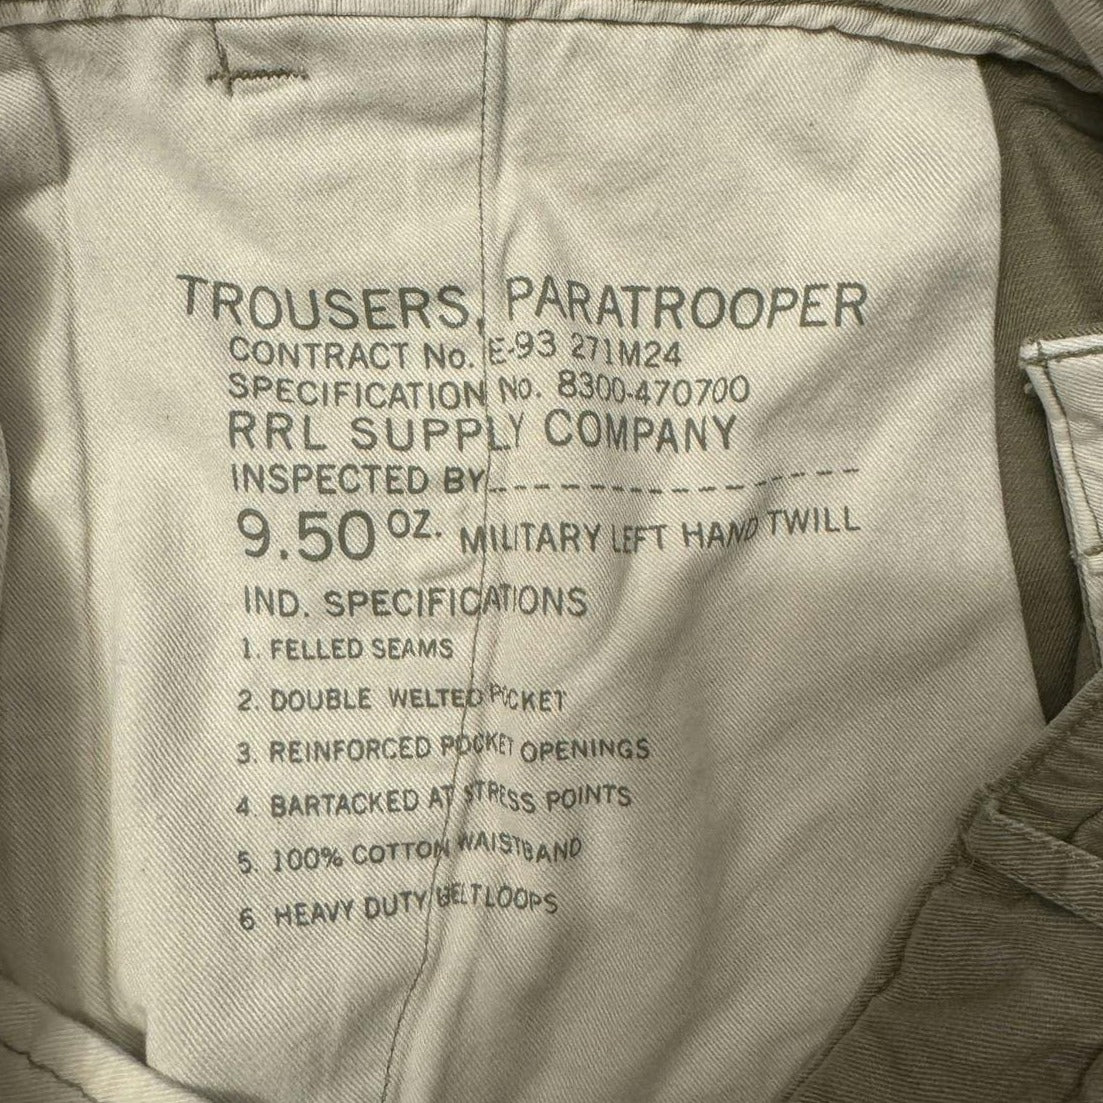 TROUSERS, PARATROOPER
CONTRACT No. E-93 271M24
SPECIFICATION No. 8300-470700
RRL SUPPLY COMPANY
INSPECTED BY
9.50 OZ. MILITARY LEFT HAND TWILL
IND. SPECIFICATIONS
1. FELLED SEAMS
2. DOUBLE WELTED POCKET
3. REINFORCED POCKET OPENINGS
4. BARTACKED AT STRESS POINTS
5. 100% COTTON WAISTBAND
6 HEAVY DUTY BELTLOOPS